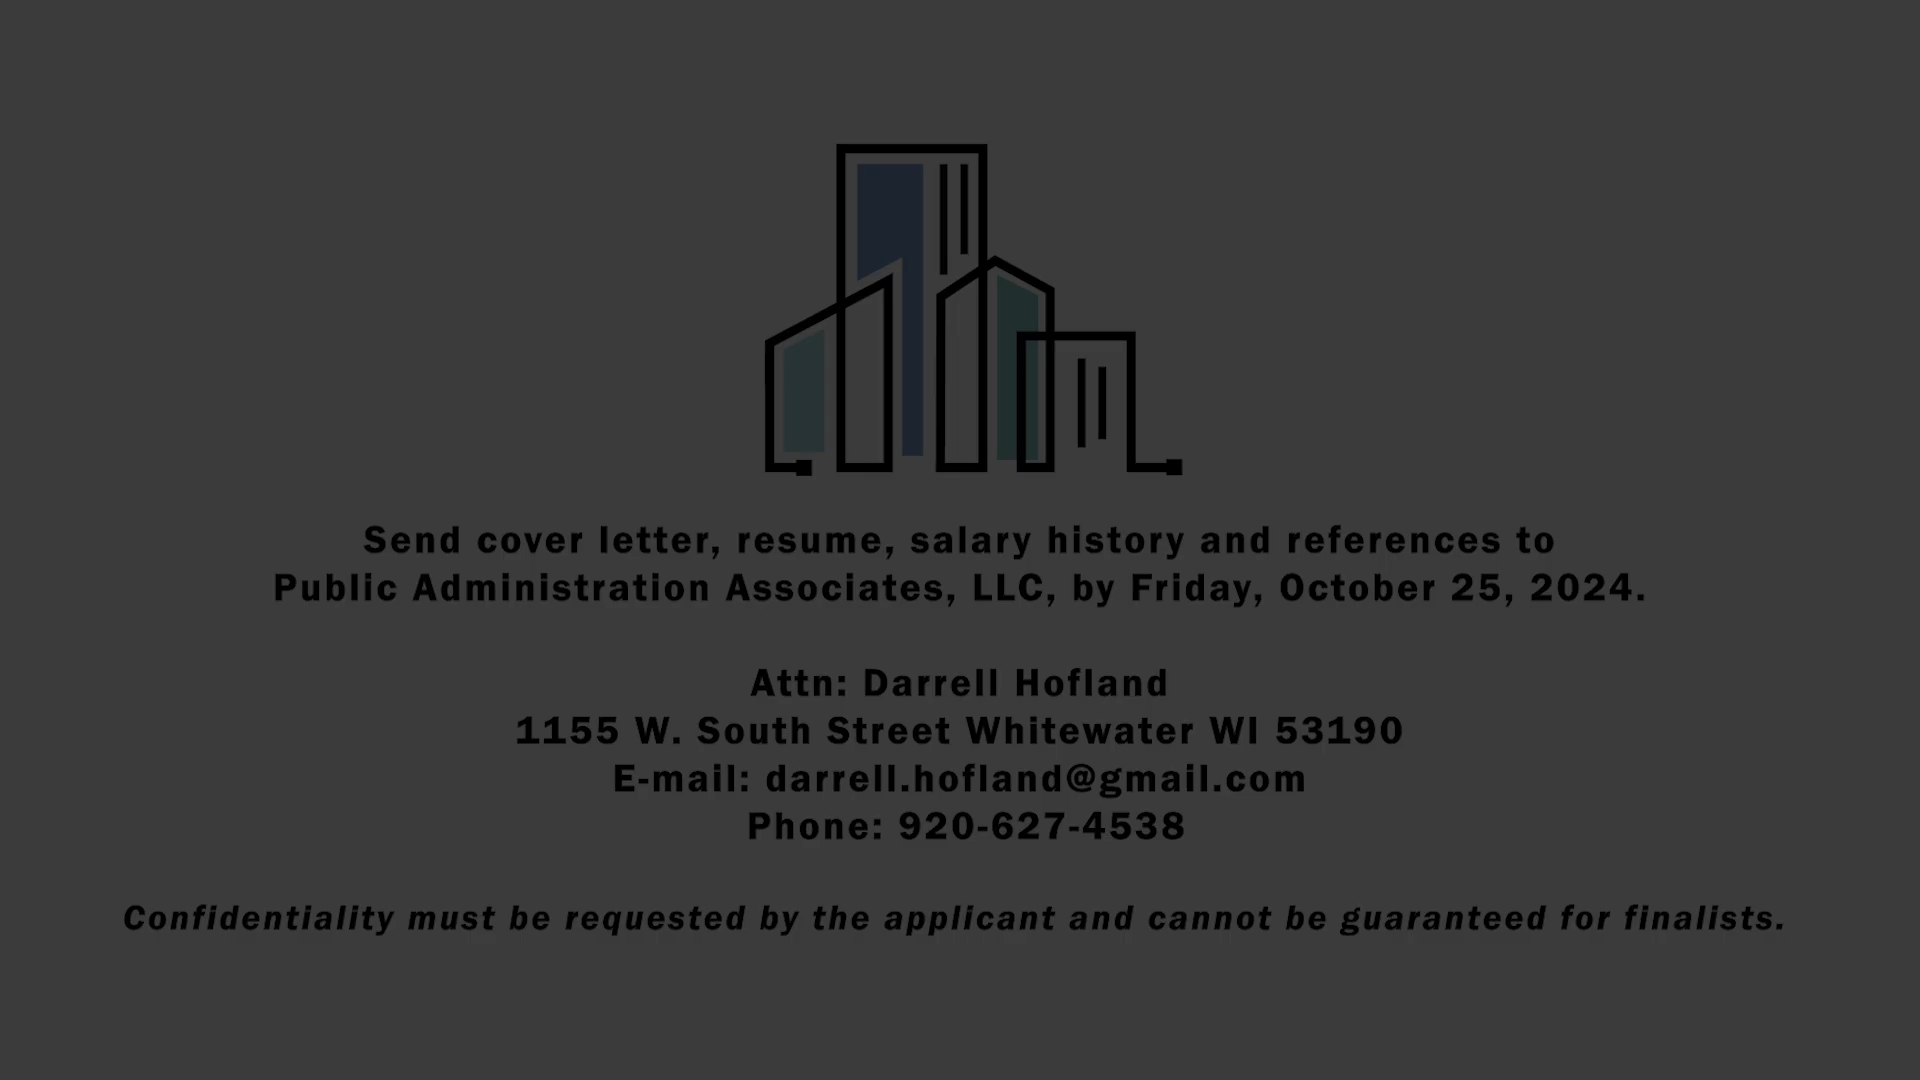 Send cover letter, resume, salary history and references to
Public Administration Associates, LLC, by Friday, October 25, 2024.
Attn: Darrell Hofland
1155 W. South Street Whitewater WI 53190
E-mail: darrell.hofland@gmail.com
Phone: 920-627-4538
Confidentiality must be requested by the applicant and cannot be guaranteed for finalists.